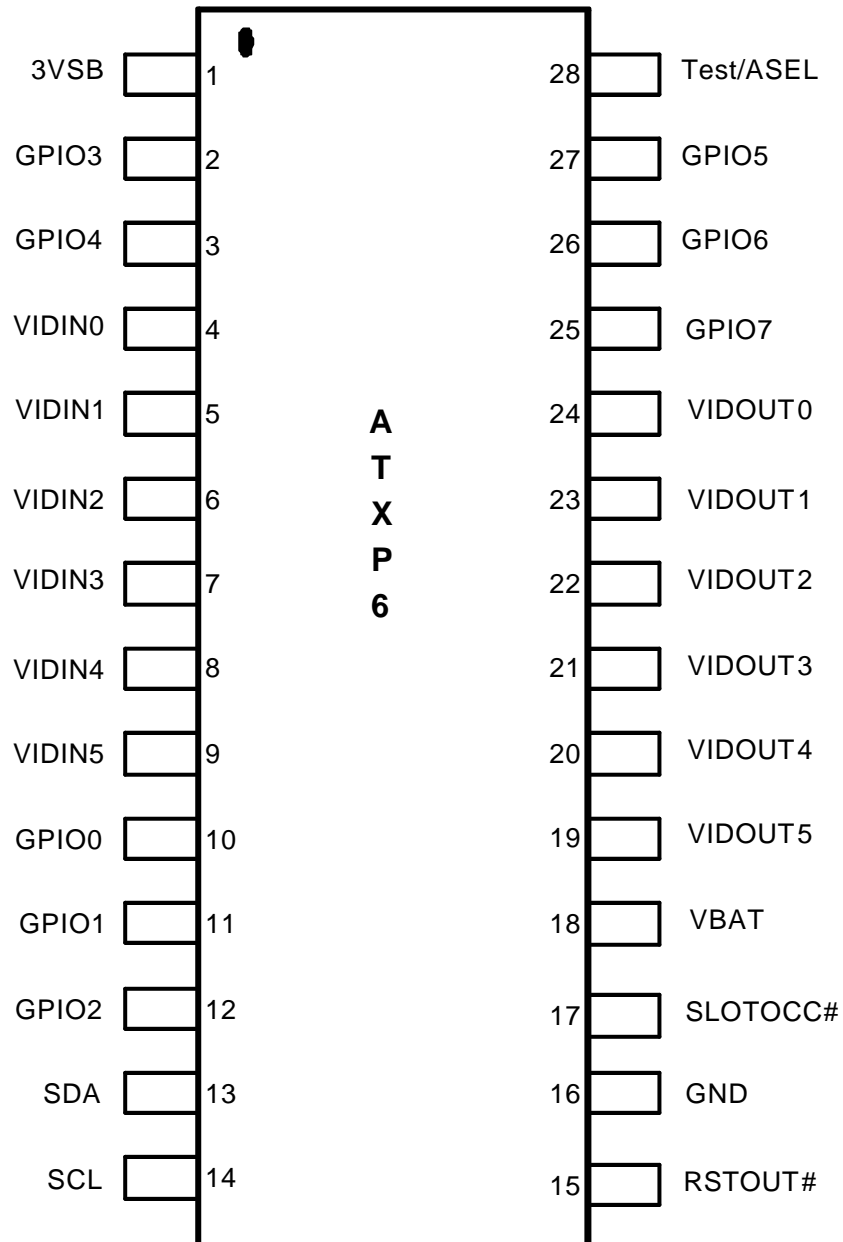 3VSB 1 28 Test/ASEL
GPIO3 2 27 GPIO5
GPIO4 3 26 GPIO6
VIDIN0 4 25 GPIO7
VIDIN1 5 24 VIDOUT0
VIDIN2 6 23 VIDOUT1
VIDIN3 7 22 VIDOUT2
VIDIN4 8 21 VIDOUT3
VIDIN5 9 20 VIDOUT4
GPIO0 10 19 VIDOUT5
GPIO1 11 18 VBAT
GPIO2 12 17 SLOTOCC#
SDA 13 16 GND
SCL 14 15 RSTOUT#
A
T
X
P
6